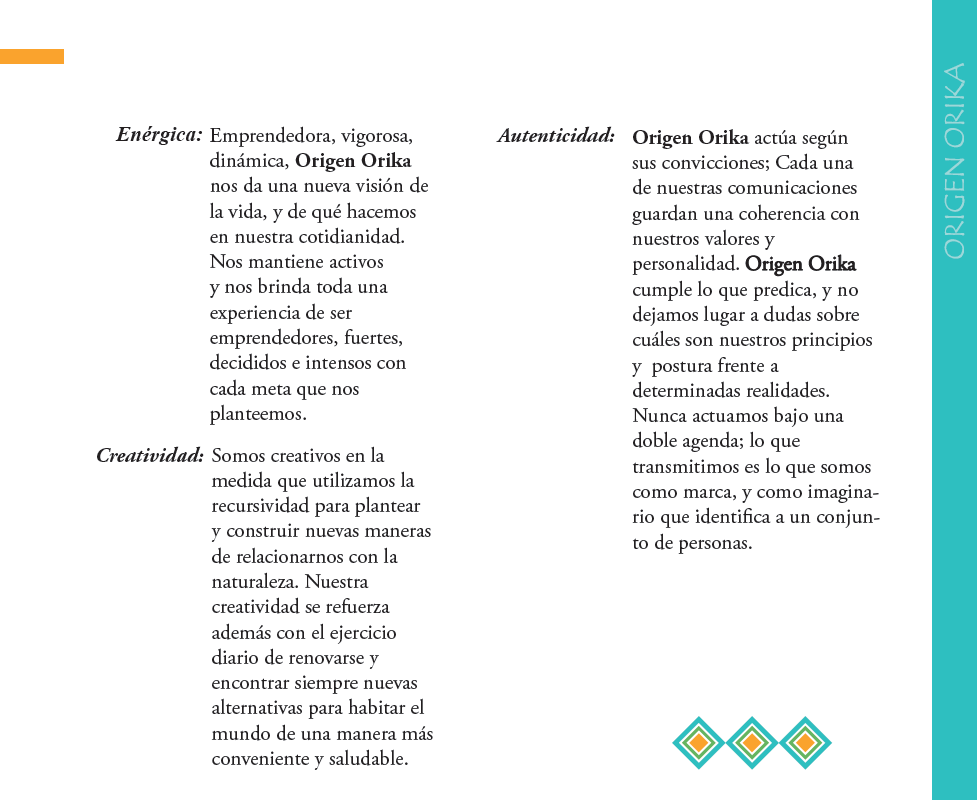 Enérgica: Emprendedora, vigorosa,
dinámica, Origen Orika
nos da una nueva visión de
la vida, y de qué hacemos
en nuestra cotidianidad.
Nos mantiene activos
y nos brinda toda una
experiencia de ser
emprendedores, fuertes,
decididos e intensos con
cada meta que nos
planteemos.
Creatividad: Somos creativos en la
medida que utilizamos la
recursividad para plantear
y construir nuevas maneras
de relacionarnos con la
naturaleza. Nuestra
creatividad se refuerza
además con el ejercicio
diario de renovarse y
encontrar siempre nuevas
alternativas para habitar el
mundo de una manera más
conveniente y saludable.
Autenticidad: Origen Orika actúa según
sus convicciones; Cada una
de nuestras comunicaciones
guardan una coherencia con
nuestros valores y
personalidad. Origen Orika
cumple lo que predica, y no
dejamos lugar a dudas sobre
cuáles son nuestros principios
y  postura frente a
determinadas realidades.
Nunca actuamos bajo una
doble agenda; lo que
transmitimos es lo que somos
como marca, y como imagina-
rio que identifica a un conjun-
to de personas.
ORIGEN ORIKA